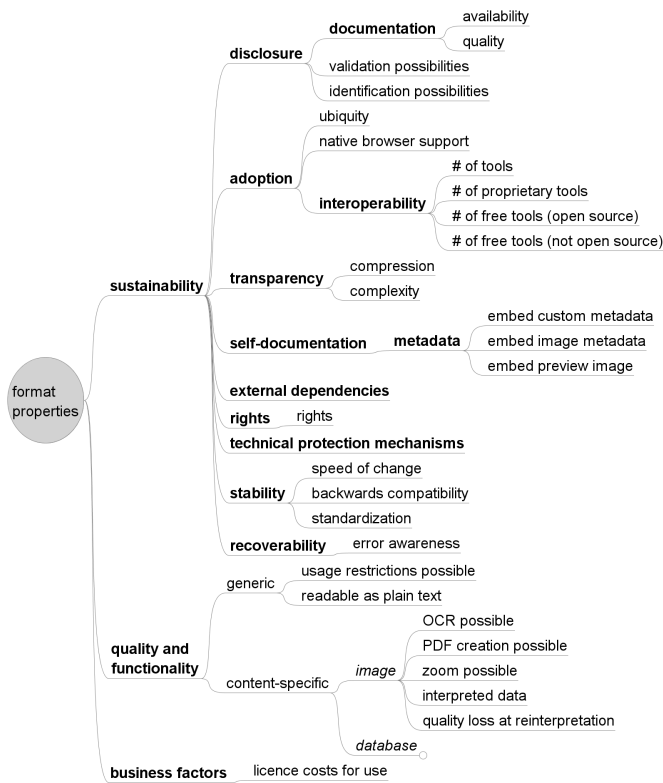 format
properties
sustainability
disclosure
documentation
availability
quality
validation possibilities
identification possibilities
adoption
ubiquity
native browser support
interoperability
# of tools
# of proprietary tools
# of free tools (open source)
# of free tools (not open source)
transparency
compression
complexity
self-documentation
metadata
embed custom metadata
embed image metadata
embed preview image
external dependencies
rights
rights
technical protection mechanisms
stability
speed of change
backwards compatibility
standardization
recoverability
error awareness
quality and
functionality
generic
usage restrictions possible
readable as plain text
content-specific
image
OCR possible
PDF creation possible
zoom possible
interpreted data
quality loss at reinterpretation
database
business factors
licence costs for use